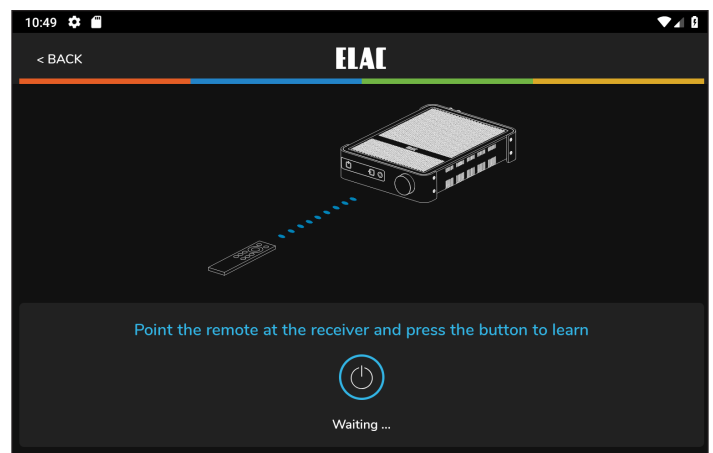 10:49
< BACK
ELAC
Point the remote at the receiver and press the button to learn
Waiting ...